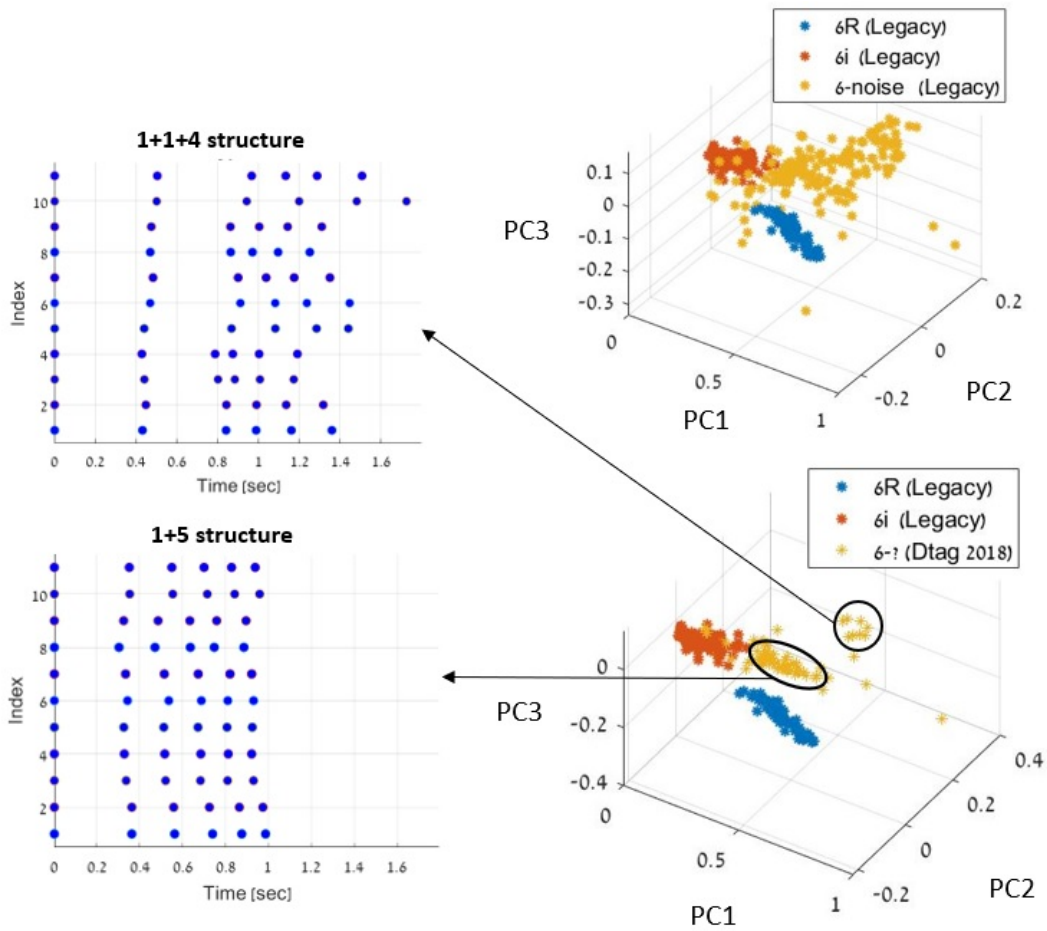 1+1+4 structure
10
8
6
4
2
Index
0 0.2 0.4 0.6 0.8 1 1.2 1.4 1.6
Time [sec]
1+5 structure
10
8
6
4
2
Index
0 0.2 0.4 0.6 0.8 1 1.2 1.4 1.6
Time [sec]
6R (Legacy)
6i (Legacy)
6-noise (Legacy)
0.1
0
-0.1
-0.2
-0.3
PC3
0
0.5
1
PC1
-0.2
0
0.2
PC2
6R (Legacy)
6i (Legacy)
6-? (Dtag 2018)
0
-0.2
-0.4
PC3
0
0.5
1
PC1
-0.2
0
0.2
0.4
PC2